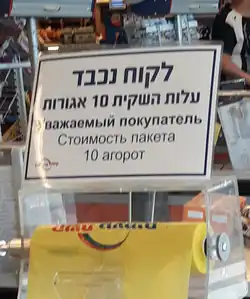 לקוח נכבד
עלות השקית 10 אגורות
Уважаемый покупатель
Стоимость пакета
10 агорот